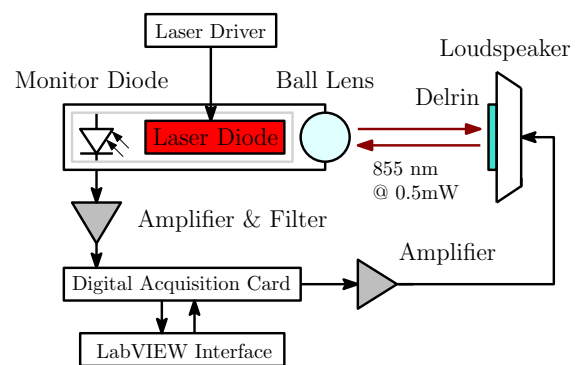 Laser Driver
Loudspeaker
Monitor Diode
Ball Lens
Delrin
Laser Diode
855 nm
@ 0.5mW
Amplifier & Filter
Amplifier
Digital Acquisition Card
LabVIEW Interface